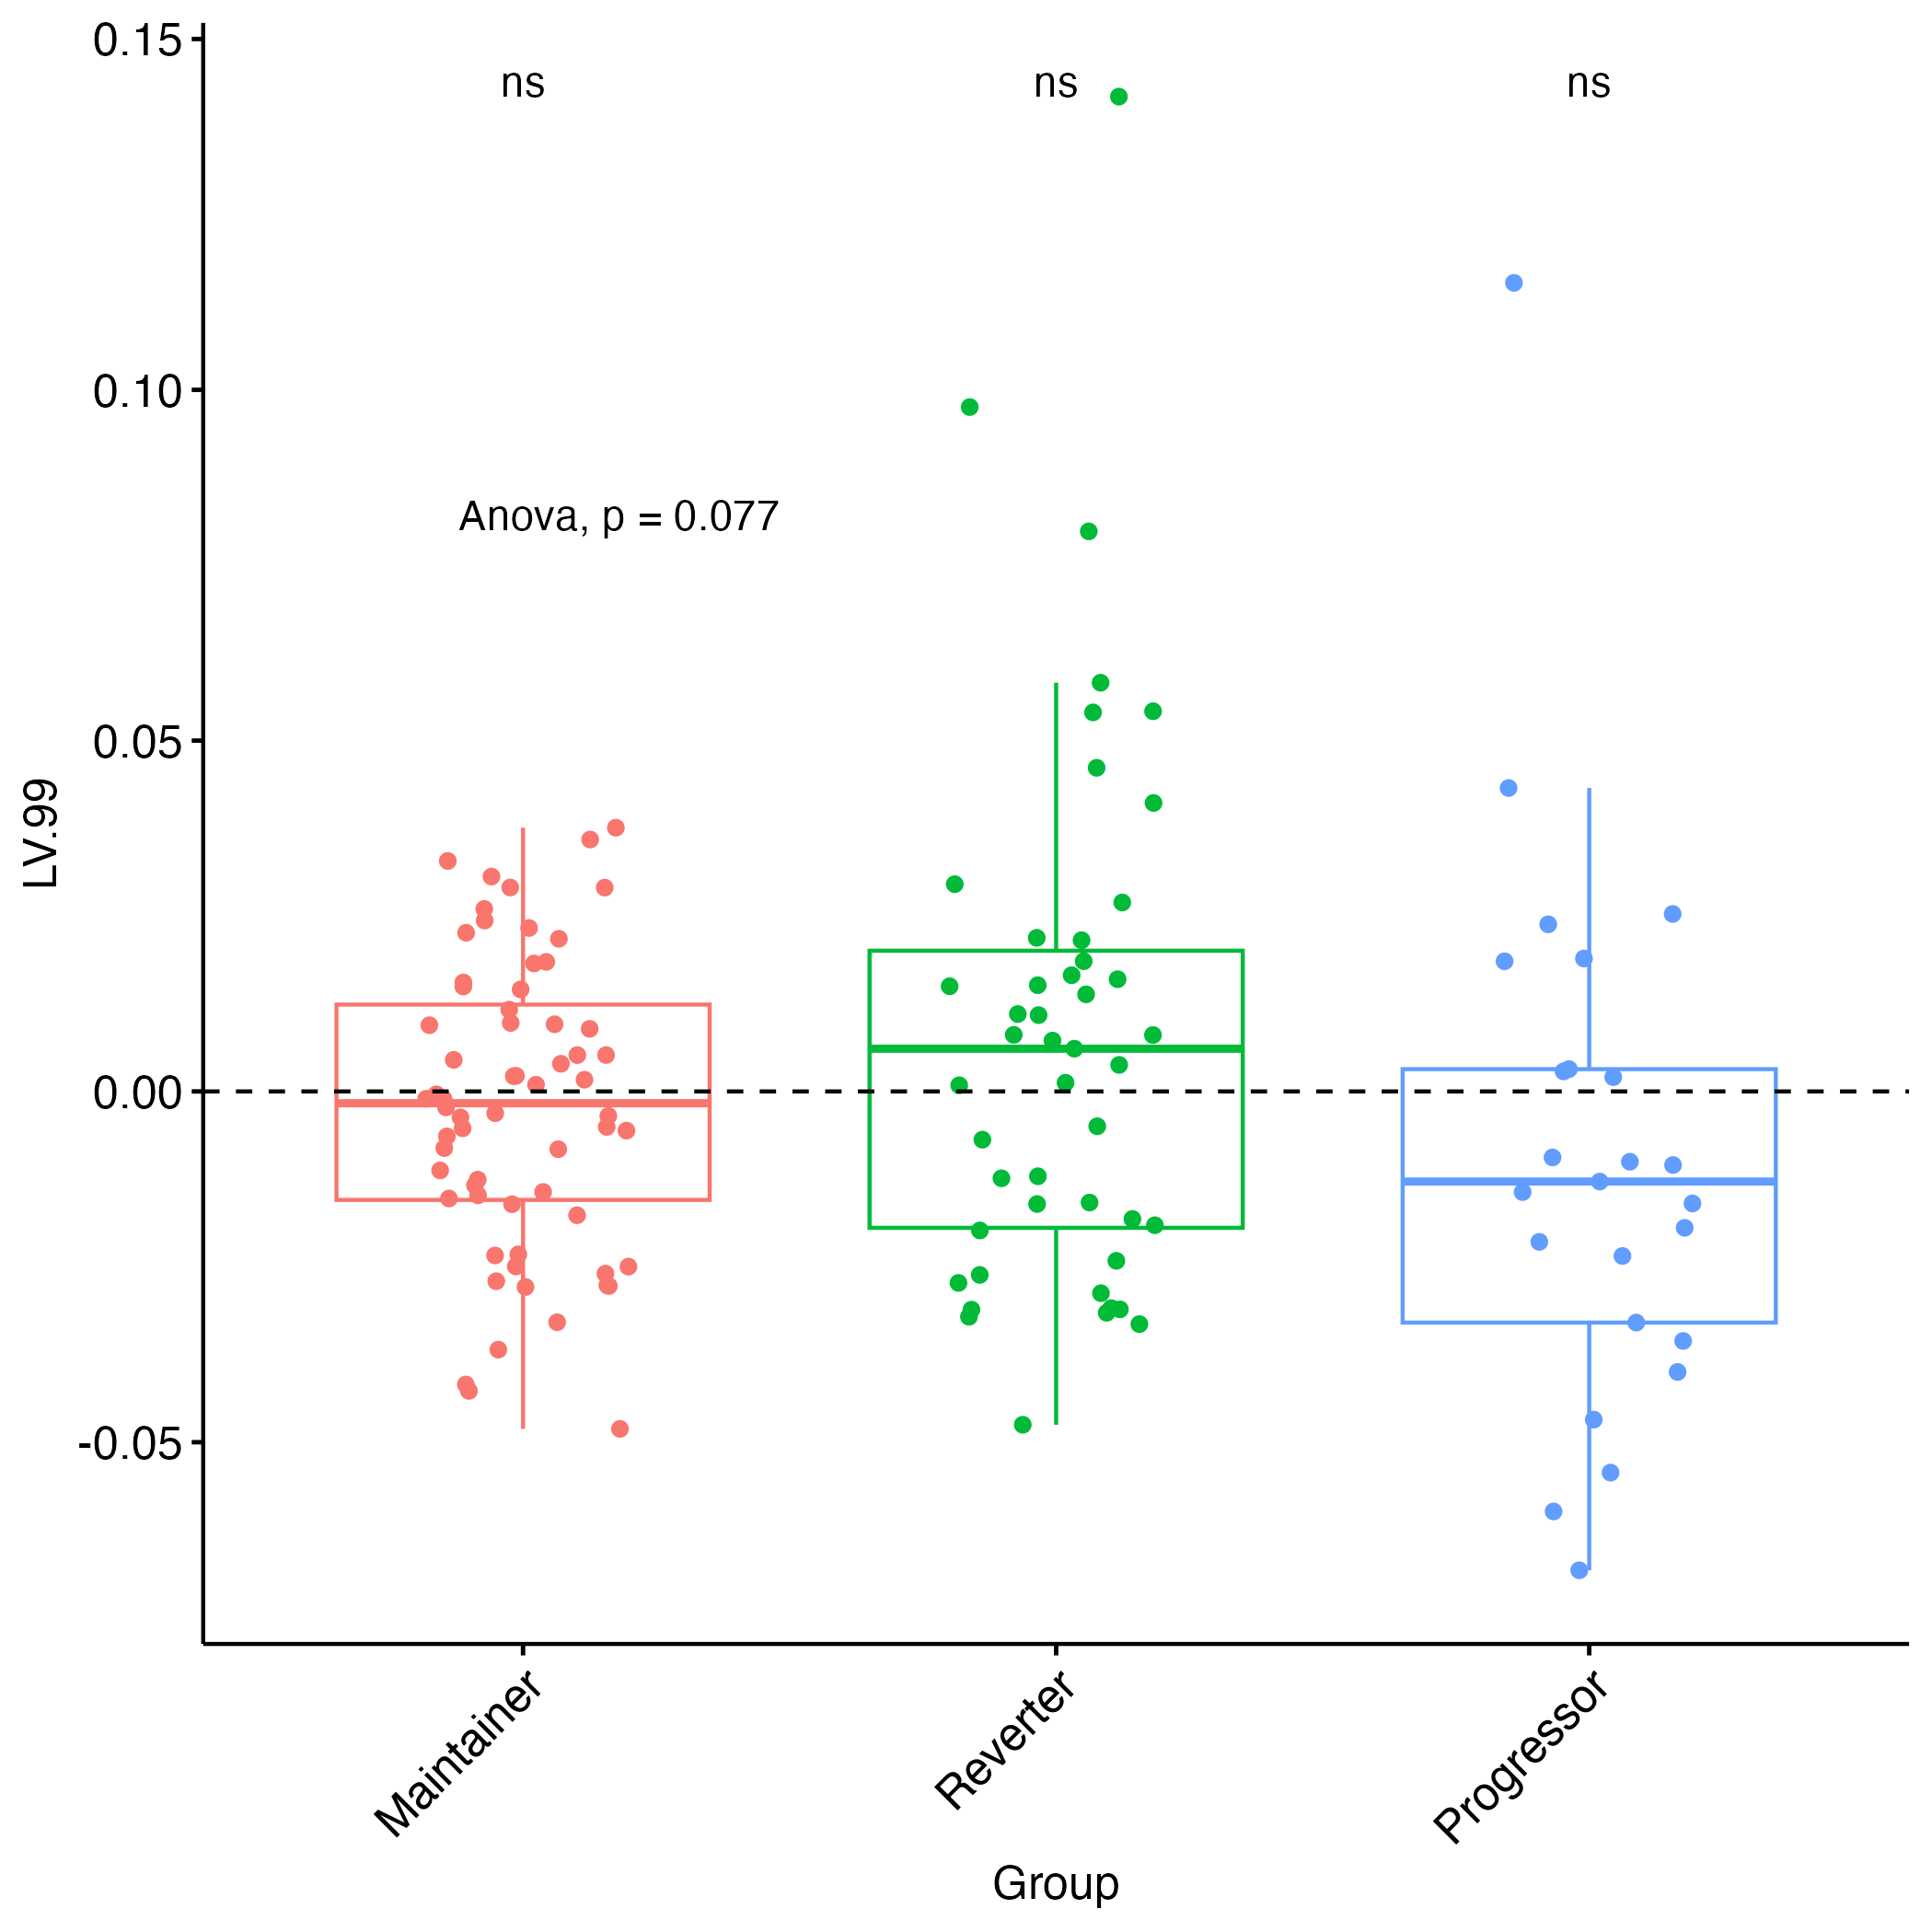 0.15
ns
ns
ns
0.10
Anova, p = 0.077
0.05
LV.99
0.00
-0.05
Maintainer
Reverter
Progressor
Group